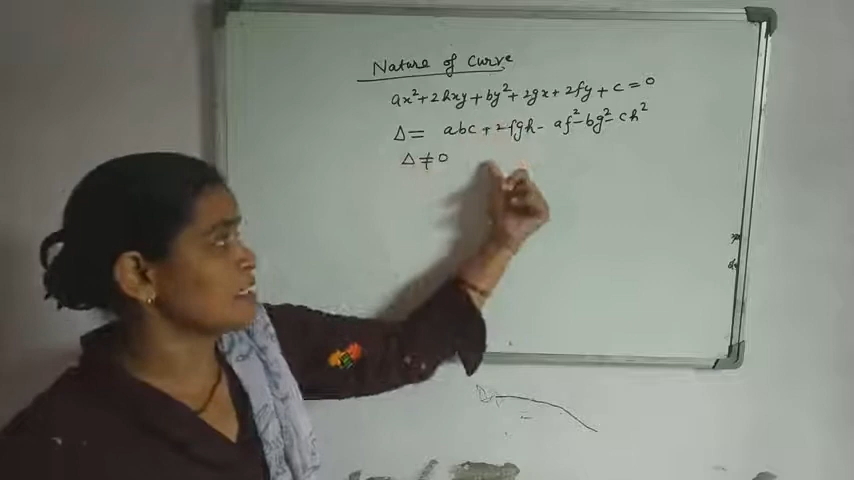 Nature of Curve
ax²+2hxy+by²+2gx+2fy+c=0
Δ= abc+2fgh-af²-bg²-ch²
Δ≠0